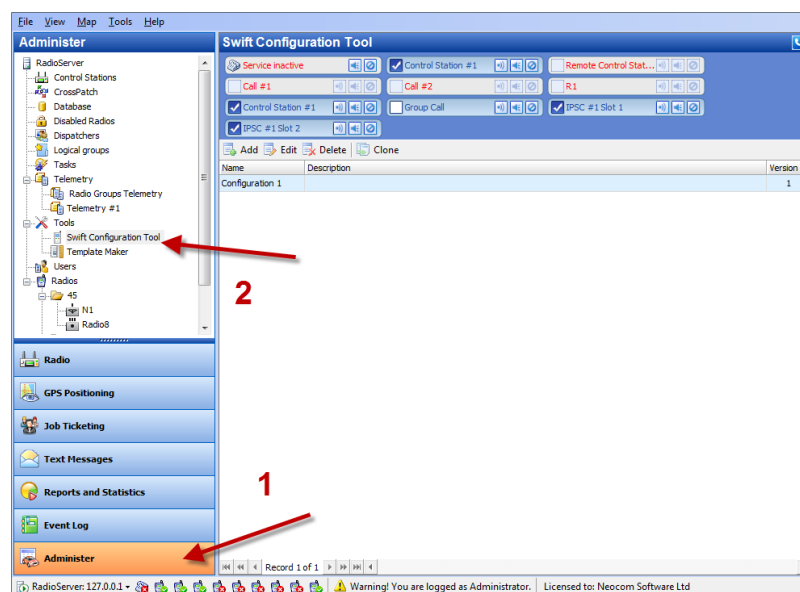 File View Map Tools Help
Administer
Swift Configuration Tool
RadioServer
Control Stations
CrossPatch
Database
Disabled Radios
Dispatchers
Logical groups
Tasks
Telemetry
Radio Groups Telemetry
Telemetry #1
Tools
Swift Configuration Tool
Template Maker
Users
Radios
45
N1
Radio8
Service inactive Control Station #1 Remote Control Stat...
Call #1 Call #2 R1
Control Station #1 Group Call IPSC #1 Slot 1
IPSC #1 Slot 2
Add Edit Delete Clone
Name Description Version
Configuration 1 1
2
Radio
GPS Positioning
Job Ticketing
Text Messages
Reports and Statistics
Event Log
Administer
1
Record 1 of 1
RadioServer: 127.0.0.1 Warning! You are logged as Administrator. Licensed to: Neocom Software Ltd